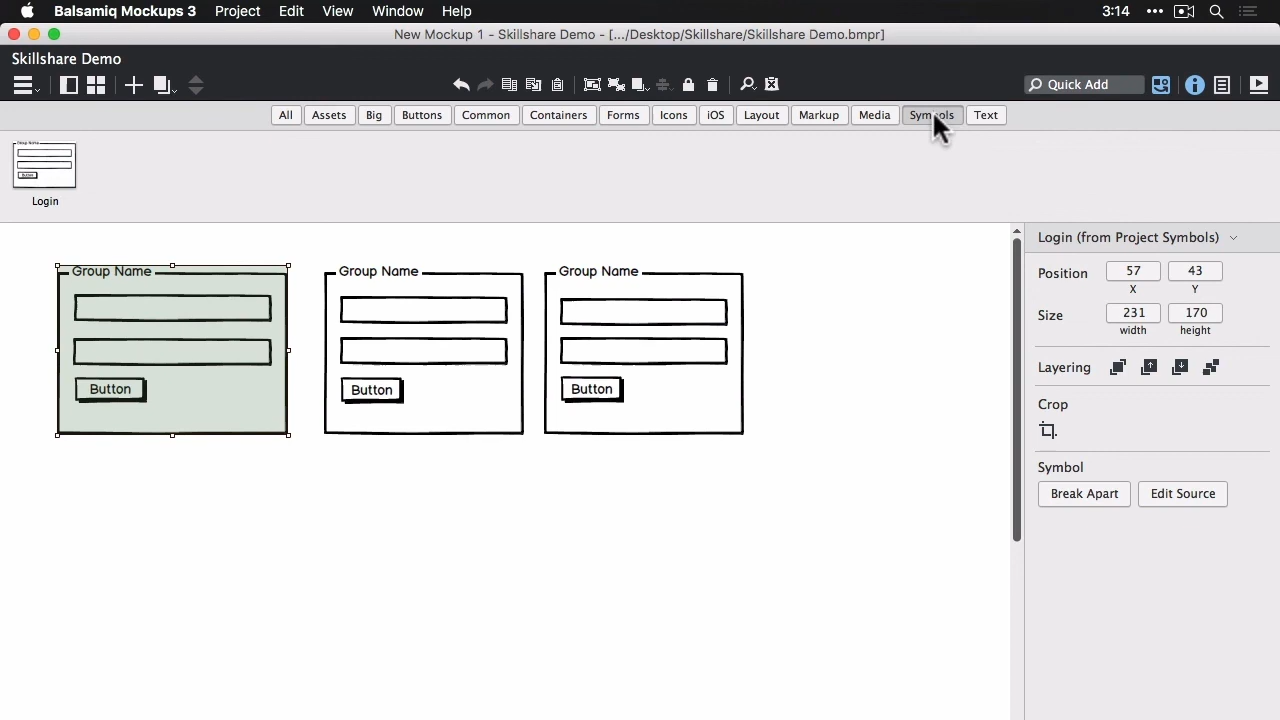 Balsamiq Mockups 3 Project Edit View Window Help 3:14
New Mockup 1 - Skillshare Demo - [.../Desktop/Skillshare/Skillshare Demo.bmpr]
Skillshare Demo
Quick Add
All Assets Big Buttons Common Containers Forms Icons iOS Layout Markup Media Symbols Text
Group Name
Button
Login
Login (from Project Symbols)
Group Name Group Name Group Name
Position 57 43
X Y
Size 231 170
width height
Layering
Button Button Button
Crop
Symbol
Break Apart Edit Source